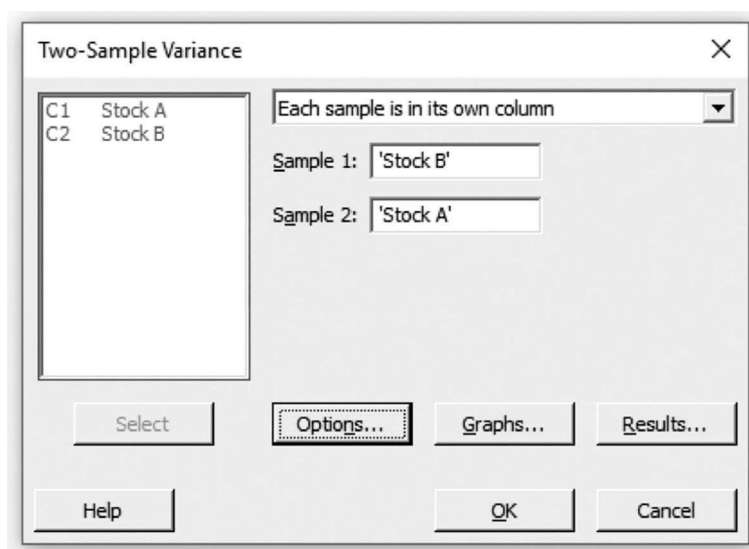 Two-Sample Variance
C1 Stock A
C2 Stock B
Each sample is in its own column
Sample 1: 'Stock B'
Sample 2: 'Stock A'
Select
Options...
Graphs...
Results...
Help
OK
Cancel